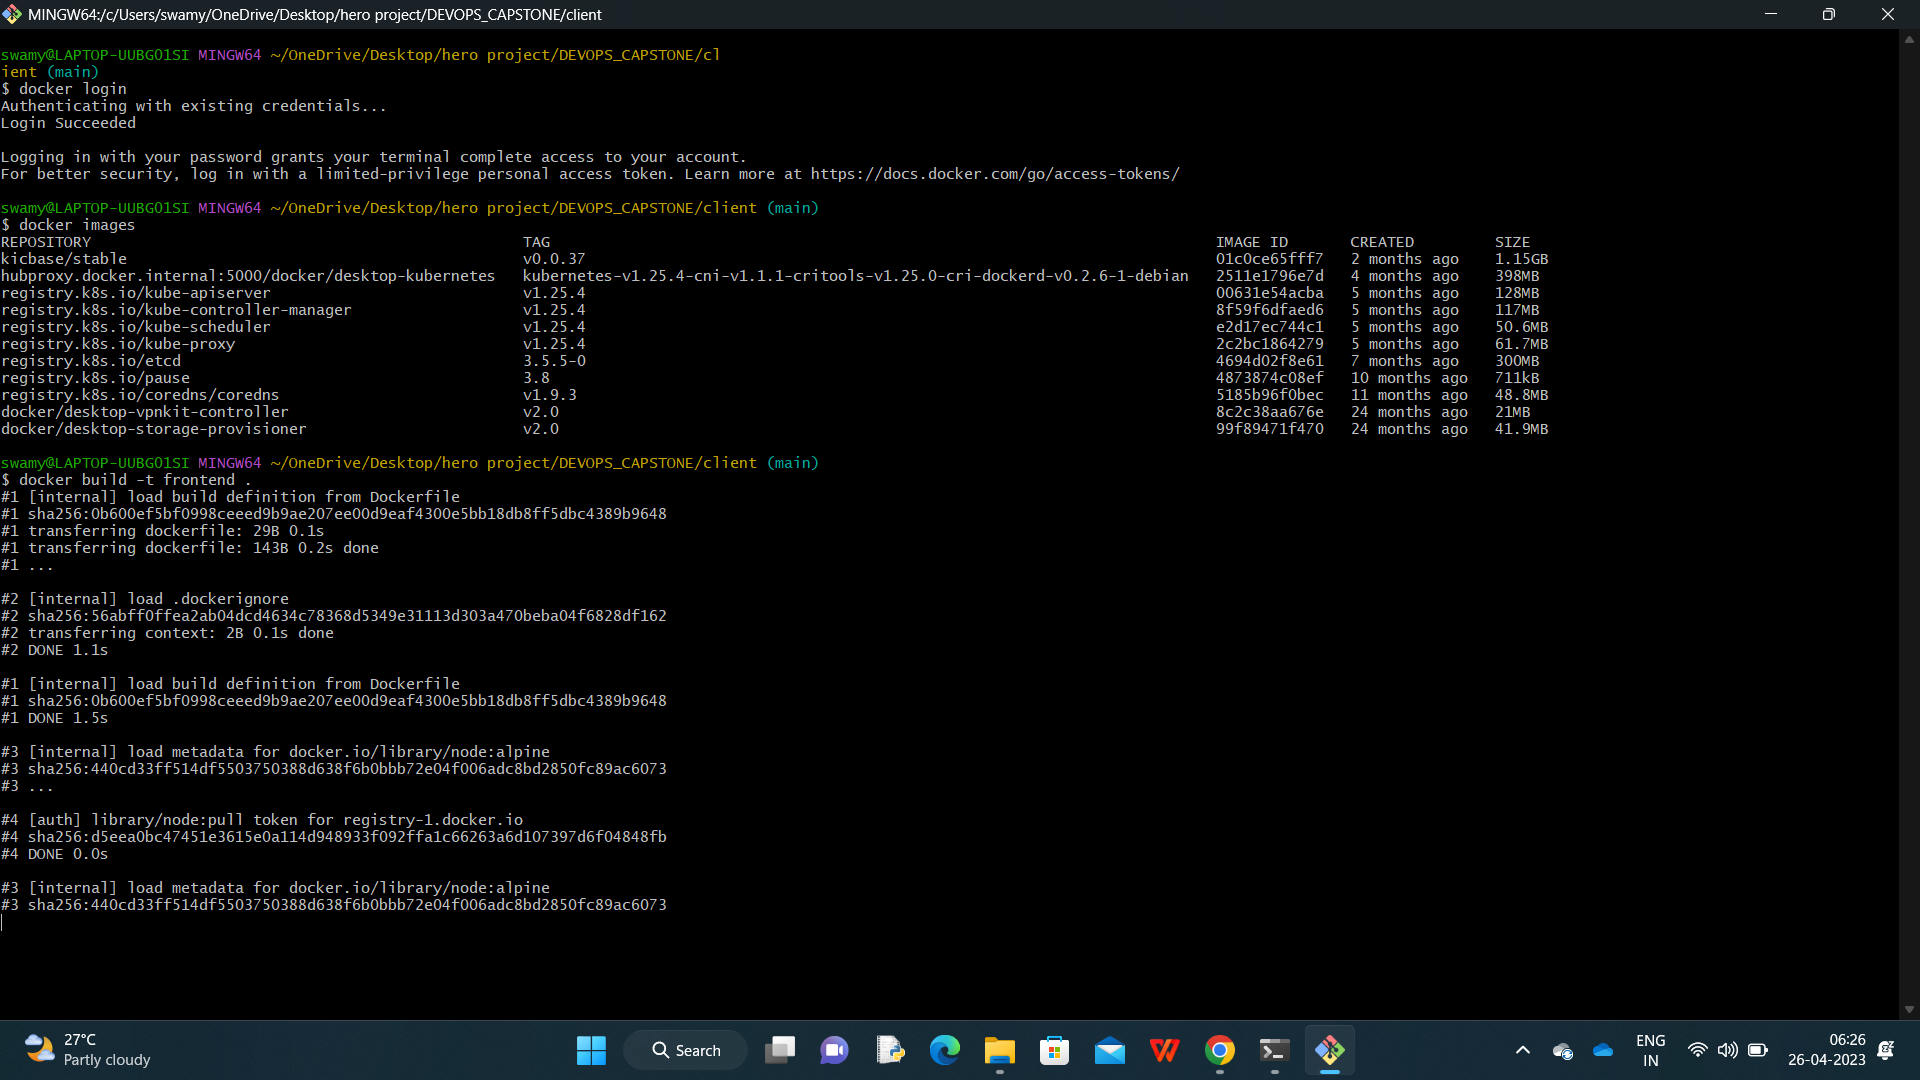 MINGW64:/c/Users/swamy/OneDrive/Desktop/hero project/DEVOPS_CAPSTONE/client
swamy@LAPTOP-UUBG01SI MINGW64 ~/OneDrive/Desktop/hero project/DEVOPS_CAPSTONE/cl
ient (main)
$ docker login
Authenticating with existing credentials...
Login Succeeded
Logging in with your password grants your terminal complete access to your account.
For better security, log in with a limited-privilege personal access token. Learn more at https://docs.docker.com/go/access-tokens/
swamy@LAPTOP-UUBG01SI MINGW64 ~/OneDrive/Desktop/hero project/DEVOPS_CAPSTONE/client (main)
$ docker images
REPOSITORY TAG IMAGE ID CREATED SIZE
kicbase/stable v0.0.37 01c0ce65fff7 2 months ago 1.15GB
hubproxy.docker.internal:5000/docker/desktop-kubernetes kubernetes-v1.25.4-cni-v1.1.1-critools-v1.25.0-cri-dockerd-v0.2.6-1-debian 2511e1796e7d 4 months ago 398MB
registry.k8s.io/kube-apiserver v1.25.4 00631e54acba 5 months ago 128MB
registry.k8s.io/kube-controller-manager v1.25.4 8f59f6dfaed6 5 months ago 117MB
registry.k8s.io/kube-scheduler v1.25.4 e2d17ec744c1 5 months ago 50.6MB
registry.k8s.io/kube-proxy v1.25.4 2c2bc1864279 5 months ago 61.7MB
registry.k8s.io/etcd 3.5.5-0 4694d02f8e61 7 months ago 300MB
registry.k8s.io/pause 3.8 4873874c08ef 10 months ago 711kB
registry.k8s.io/coredns/coredns v1.9.3 5185b96f0bec 11 months ago 48.8MB
docker/desktop-vpnkit-controller v2.0 8c2c38aa676e 24 months ago 21MB
docker/desktop-storage-provisioner v2.0 99f89471f470 24 months ago 41.9MB
swamy@LAPTOP-UUBG01SI MINGW64 ~/OneDrive/Desktop/hero project/DEVOPS_CAPSTONE/client (main)
$ docker build -t frontend .
#1 [internal] load build definition from Dockerfile
#1 sha256:0b600ef5bf0998ceeed9b9ae207ee00d9eaf4300e5bb18db8ff5dbc4389b9648
#1 transferring dockerfile: 29B 0.1s
#1 transferring dockerfile: 143B 0.2s done
#1 ...
#2 [internal] load .dockerignore
#2 sha256:56abff0ffea2ab04dcd4634c78368d5349e31113d303a470beba04f6828df162
#2 transferring context: 2B 0.1s done
#2 DONE 1.1s
#1 [internal] load build definition from Dockerfile
#1 sha256:0b600ef5bf0998ceeed9b9ae207ee00d9eaf4300e5bb18db8ff5dbc4389b9648
#1 DONE 1.5s
#3 [internal] load metadata for docker.io/library/node:alpine
#3 sha256:440cd33ff514df5503750388d638f6b0bbb72e04f006adc8bd2850fc89ac6073
#3 ...
#4 [auth] library/node:pull token for registry-1.docker.io
#4 sha256:d5eea0bc47451e3615e0a114d948933f092ffa1c66263a6d107397d6f04848fb
#4 DONE 0.0s
#3 [internal] load metadata for docker.io/library/node:alpine
#3 sha256:440cd33ff514df5503750388d638f6b0bbb72e04f006adc8bd2850fc89ac6073
27°C
Partly cloudy
Search
ENG
IN
06:26
26-04-2023